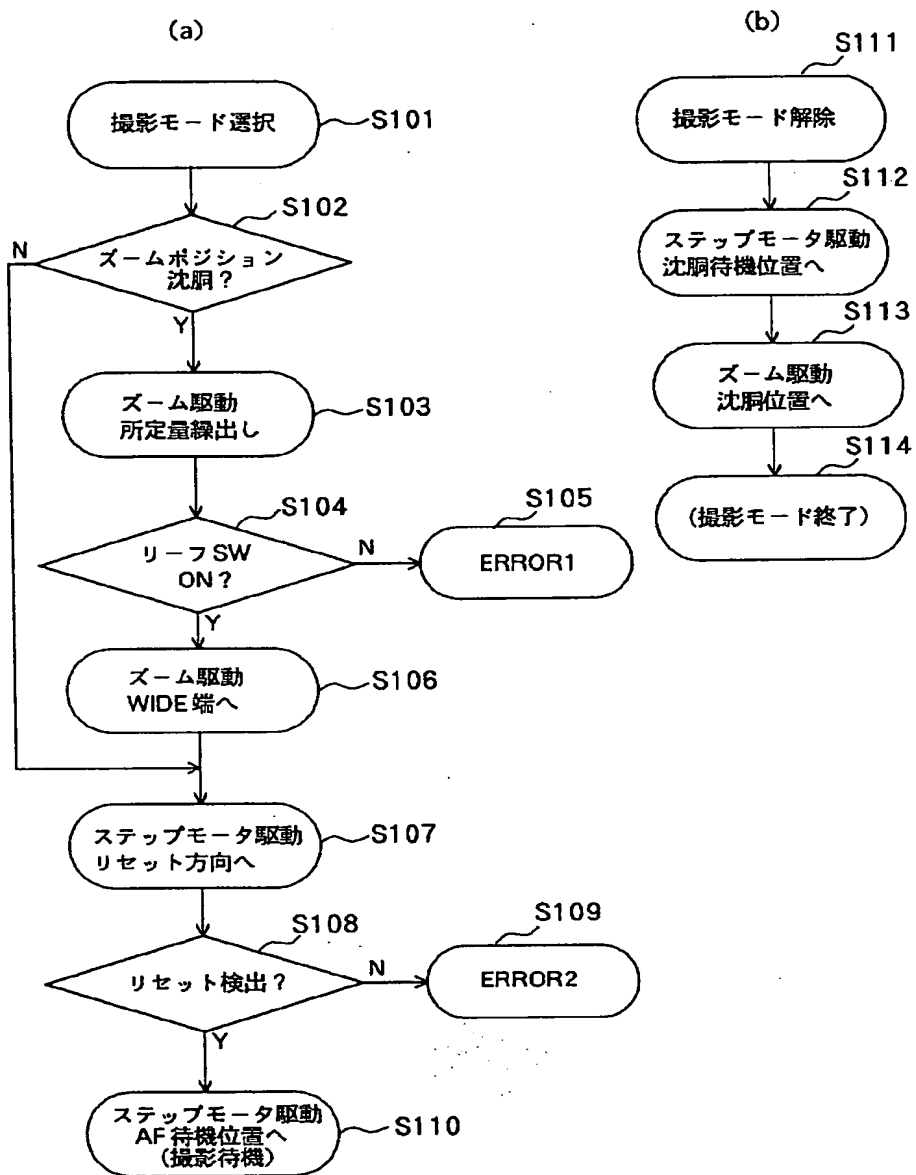 (a)
撮影モード選択
S101
S102
N
ズームポジション
沈胴?
Y
ズーム駆動
所定量繰出し
S103
S104
リーフSW
ON?
N
S105
ERROR1
Y
ズーム駆動
WIDE端へ
S106
ステップモータ駆動
リセット方向へ
S107
S108
リセット検出?
N
S109
ERROR2
Y
ステップモータ駆動
AF待機位置へ
(撮影待機)
S110
(b)
S111
撮影モード解除
S112
ステップモータ駆動
沈胴待機位置へ
S113
ズーム駆動
沈胴位置へ
S114
(撮影モード終了)